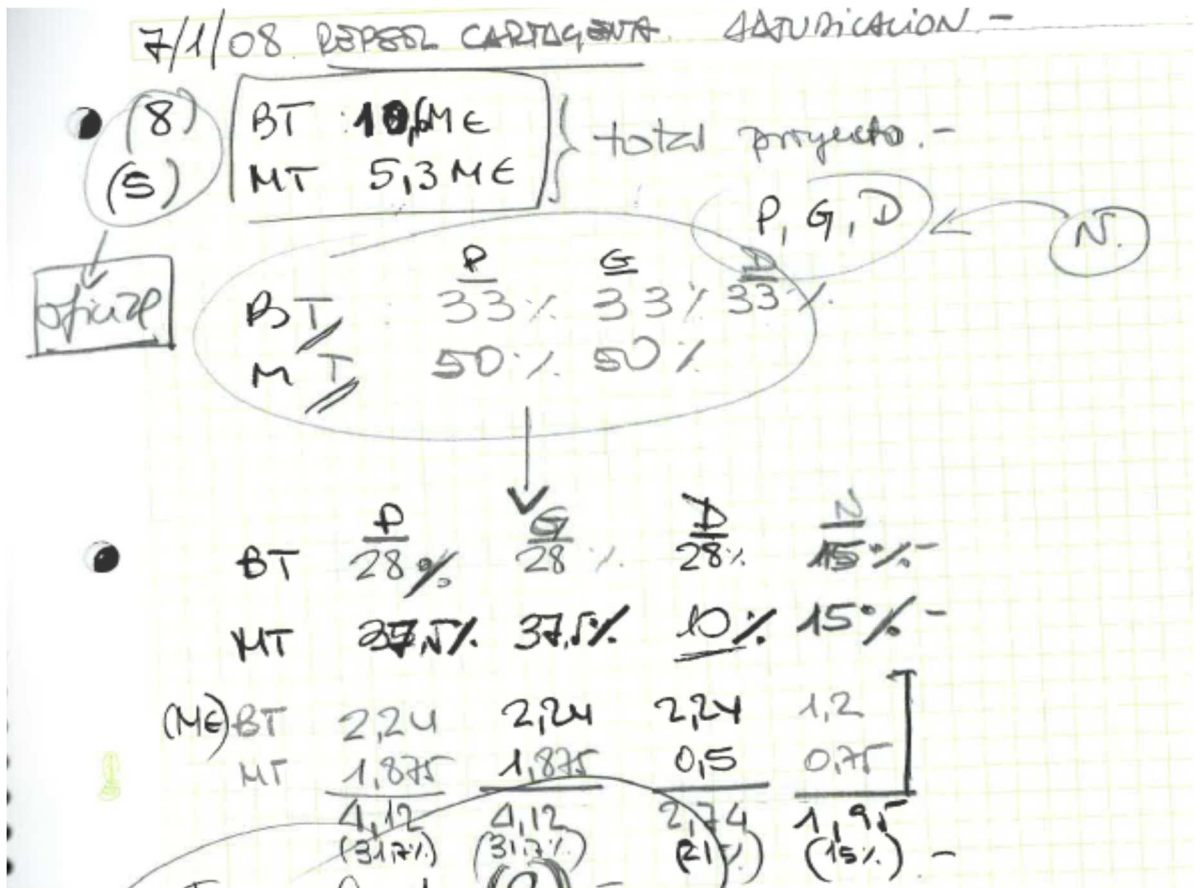 7/1/08 REPSOL CARTAGENA. ADJUDICACION -
(8) BT 10,6M€ } total proyecto.-
(5) MT 5,3 M€
P, G, D ← N.
oficial
P G D
BT 33% 33% 33%
MT 50% 50%
P G D N
BT 28% 28% 28% 15%-
MT 37,5% 37,5% 10% 15%-
(M€) BT 2,24 2,24 2,24 1,2
MT 1,875 1,875 0,5 0,75
4,12 4,12 2,74 1,95
(31,7%) (31,7%) (21%) (15%) -